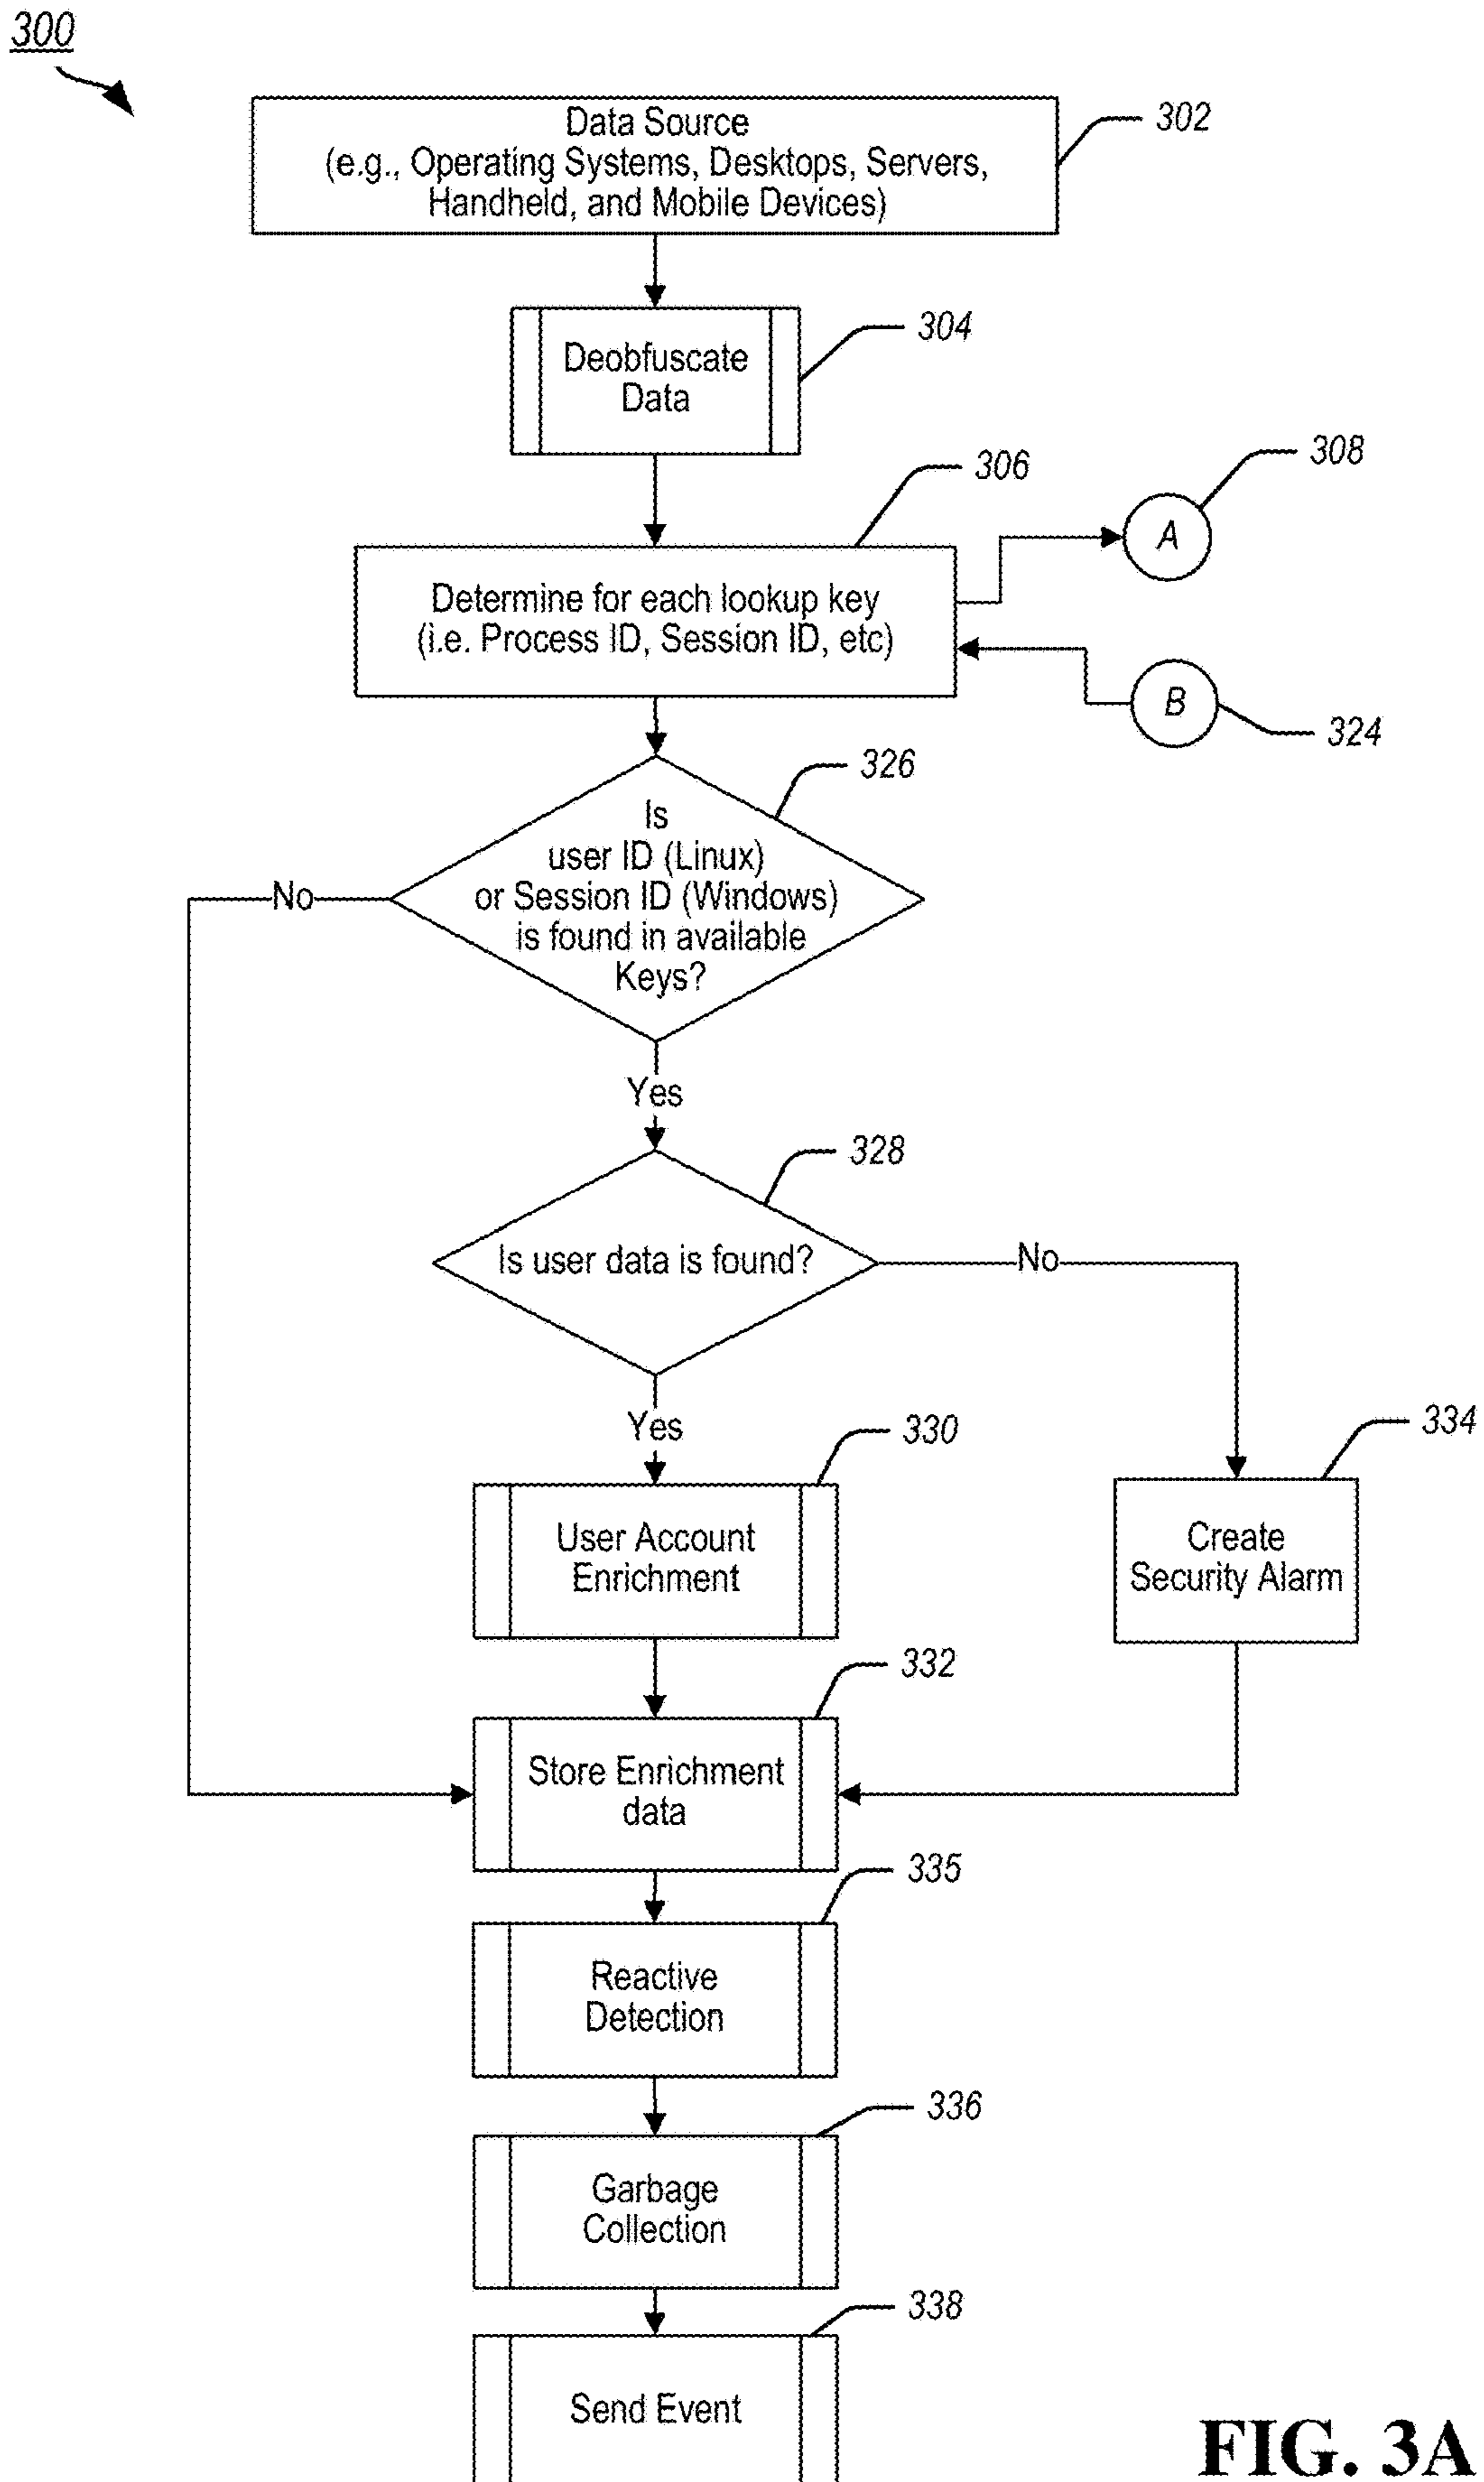 300
Data Source
(e.g., Operating Systems, Desktops, Servers,
Handheld, and Mobile Devices)
302
Deobfuscate
Data
304
306
308
A
Determine for each lookup key
(i.e. Process ID, Session ID, etc)
B
324
326
Is
user ID (Linux)
or Session ID (Windows)
is found in available
Keys?
No
Yes
328
Is user data is found?
No
Yes
330
334
User Account
Enrichment
Create
Security Alarm
332
Store Enrichment
data
335
Reactive
Detection
336
Garbage
Collection
338
Send Event
FIG. 3A